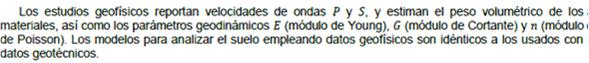 Los estudios geofísicos reportan velocidades de ondas P y S, y estiman el peso volumétrico de los
materiales, así como los parámetros geodinámicos E (módulo de Young), G (módulo de Cortante) y n (módulo
de Poisson). Los modelos para analizar el suelo empleando datos geofísicos son idénticos a los usados con
datos geotécnicos.